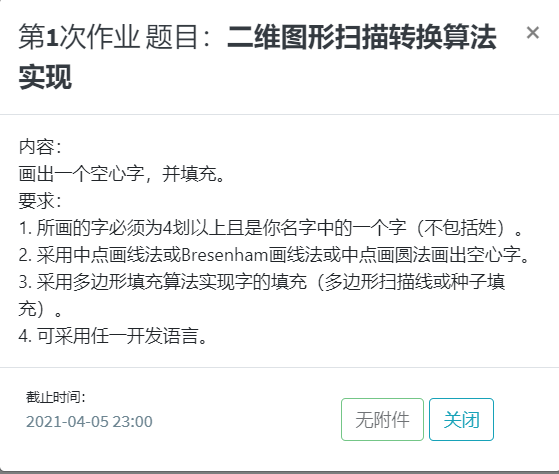 第1次作业 题目：二维图形扫描转换算法
实现
×
内容：
画出一个空心字，并填充。
要求：
1. 所画的字必须为4划以上且是你名字中的一个字（不包括姓）。
2. 采用中点画线法或Bresenham画线法或中点画圆法画出空心字。
3. 采用多边形填充算法实现字的填充（多边形扫描线或种子填
充）。
4. 可采用任一开发语言。
截止时间：
2021-04-05 23:00
无附件
关闭